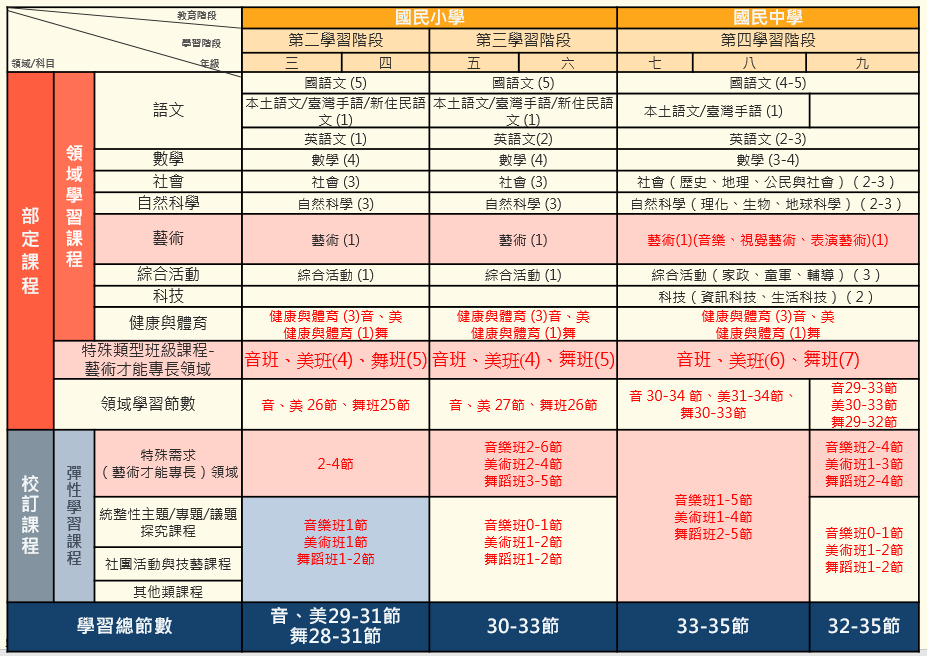 教育階段
國民小學
國民中學
學習階段
第二學習階段
第三學習階段
第四學習階段
領域/科目
年級
三
四
五
六
七
八
九
部定課程
領域學習課程
語文
國語文 (5)
國語文 (5)
國語文 (4-5)
本土語文/臺灣手語/新住民語
文 (1)
本土語文/臺灣手語/新住民語
文 (1)
本土語文/臺灣手語 (1)
英語文 (1)
英語文(2)
英語文 (2-3)
數學
數學 (4)
數學 (4)
數學 (3-4)
社會
社會 (3)
社會 (3)
社會（歷史、地理、公民與社會）（2-3）
自然科學
自然科學 (3)
自然科學 (3)
自然科學（理化、生物、地球科學）（2-3）
藝術
藝術 (1)
藝術 (1)
藝術(1)(音樂、視覺藝術、表演藝術)(1)
綜合活動
綜合活動 (1)
綜合活動 (1)
綜合活動（家政、童軍、輔導）（3）
科技
科技（資訊科技、生活科技）（2）
健康與體育
健康與體育 (3)音、美
健康與體育 (1)舞
健康與體育 (3)音、美
健康與體育 (1)舞
健康與體育 (3)音、美
健康與體育 (1)舞
特殊類型班級課程-
藝術才能專長領域
音班、美班(4)、舞班(5)
音班、美班(4)、舞班(5)
音班、美班(6)、舞班(7)
領域學習節數
音、美 26節、舞班25節
音、美 27節、舞班26節
音 30-34 節、美31-34節、
舞30-33節
音29-33節
美30-33節
舞29-32節
校訂課程
彈性學習課程
特殊需求
（藝術才能專長）領域
2-4節
音樂班2-6節
美術班2-4節
舞蹈班3-5節
音樂班1-5節
美術班1-4節
舞蹈班2-5節
音樂班2-4節
美術班1-3節
舞蹈班2-4節
統整性主題/專題/議題
探究課程
音樂班1節
美術班1節
舞蹈班1-2節
音樂班0-1節
美術班1-2節
舞蹈班1-2節
音樂班0-1節
美術班1-2節
舞蹈班1-2節
社團活動與技藝課程
其他類課程
學習總節數
音、美29-31節
舞28-31節
30-33節
33-35節
32-35節